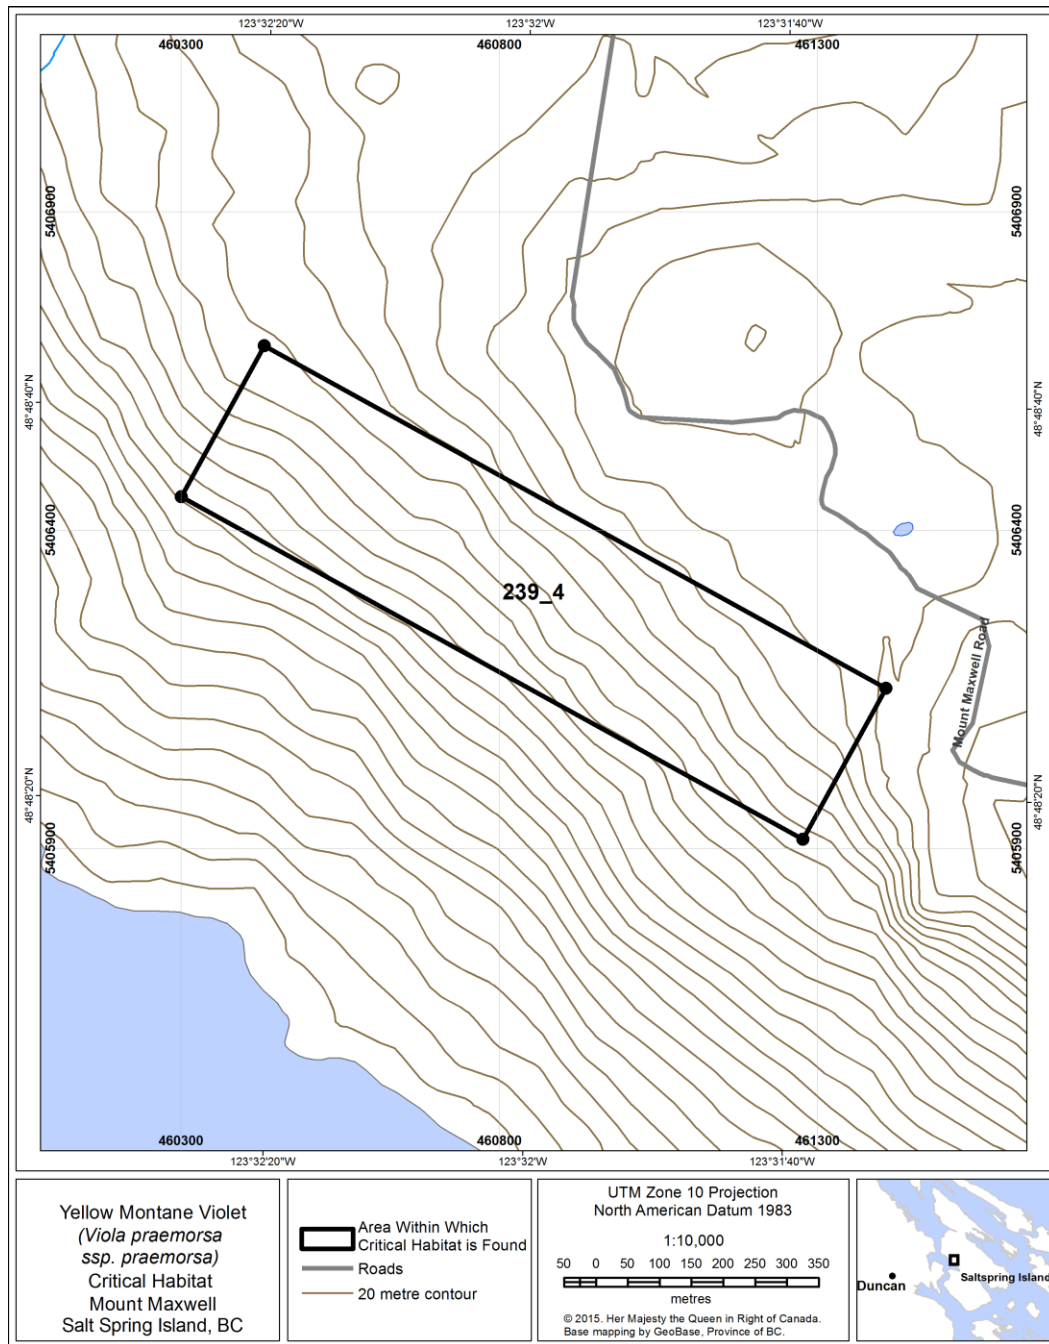 123°32'20"W 123°32'W 123°31'40"W
460300 460800 461300
5406900 5406900
48°48'40"N 48°48'40"N
5406400 5406400
239_4
Mount Maxwell Road
48°48'20"N 48°48'20"N
5405900 5405900
460300 460800 461300
123°32'20"W 123°32'W 123°31'40"W
Yellow Montane Violet
(Viola praemorsa
ssp. praemorsa)
Critical Habitat
Mount Maxwell
Salt Spring Island, BC
Area Within Which
Critical Habitat is Found
Roads
20 metre contour
UTM Zone 10 Projection
North American Datum 1983
1:10,000
50 0 50 100 150 200 250 300 350
metres
© 2015. Her Majesty the Queen in Right of Canada.
Base mapping by GeoBase, Province of BC.
Saltspring Island
Duncan